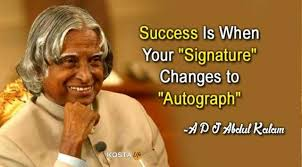 Success Is When
Your "Signature"
Changes to
"Autograph"
-A P J Abdul Kalam